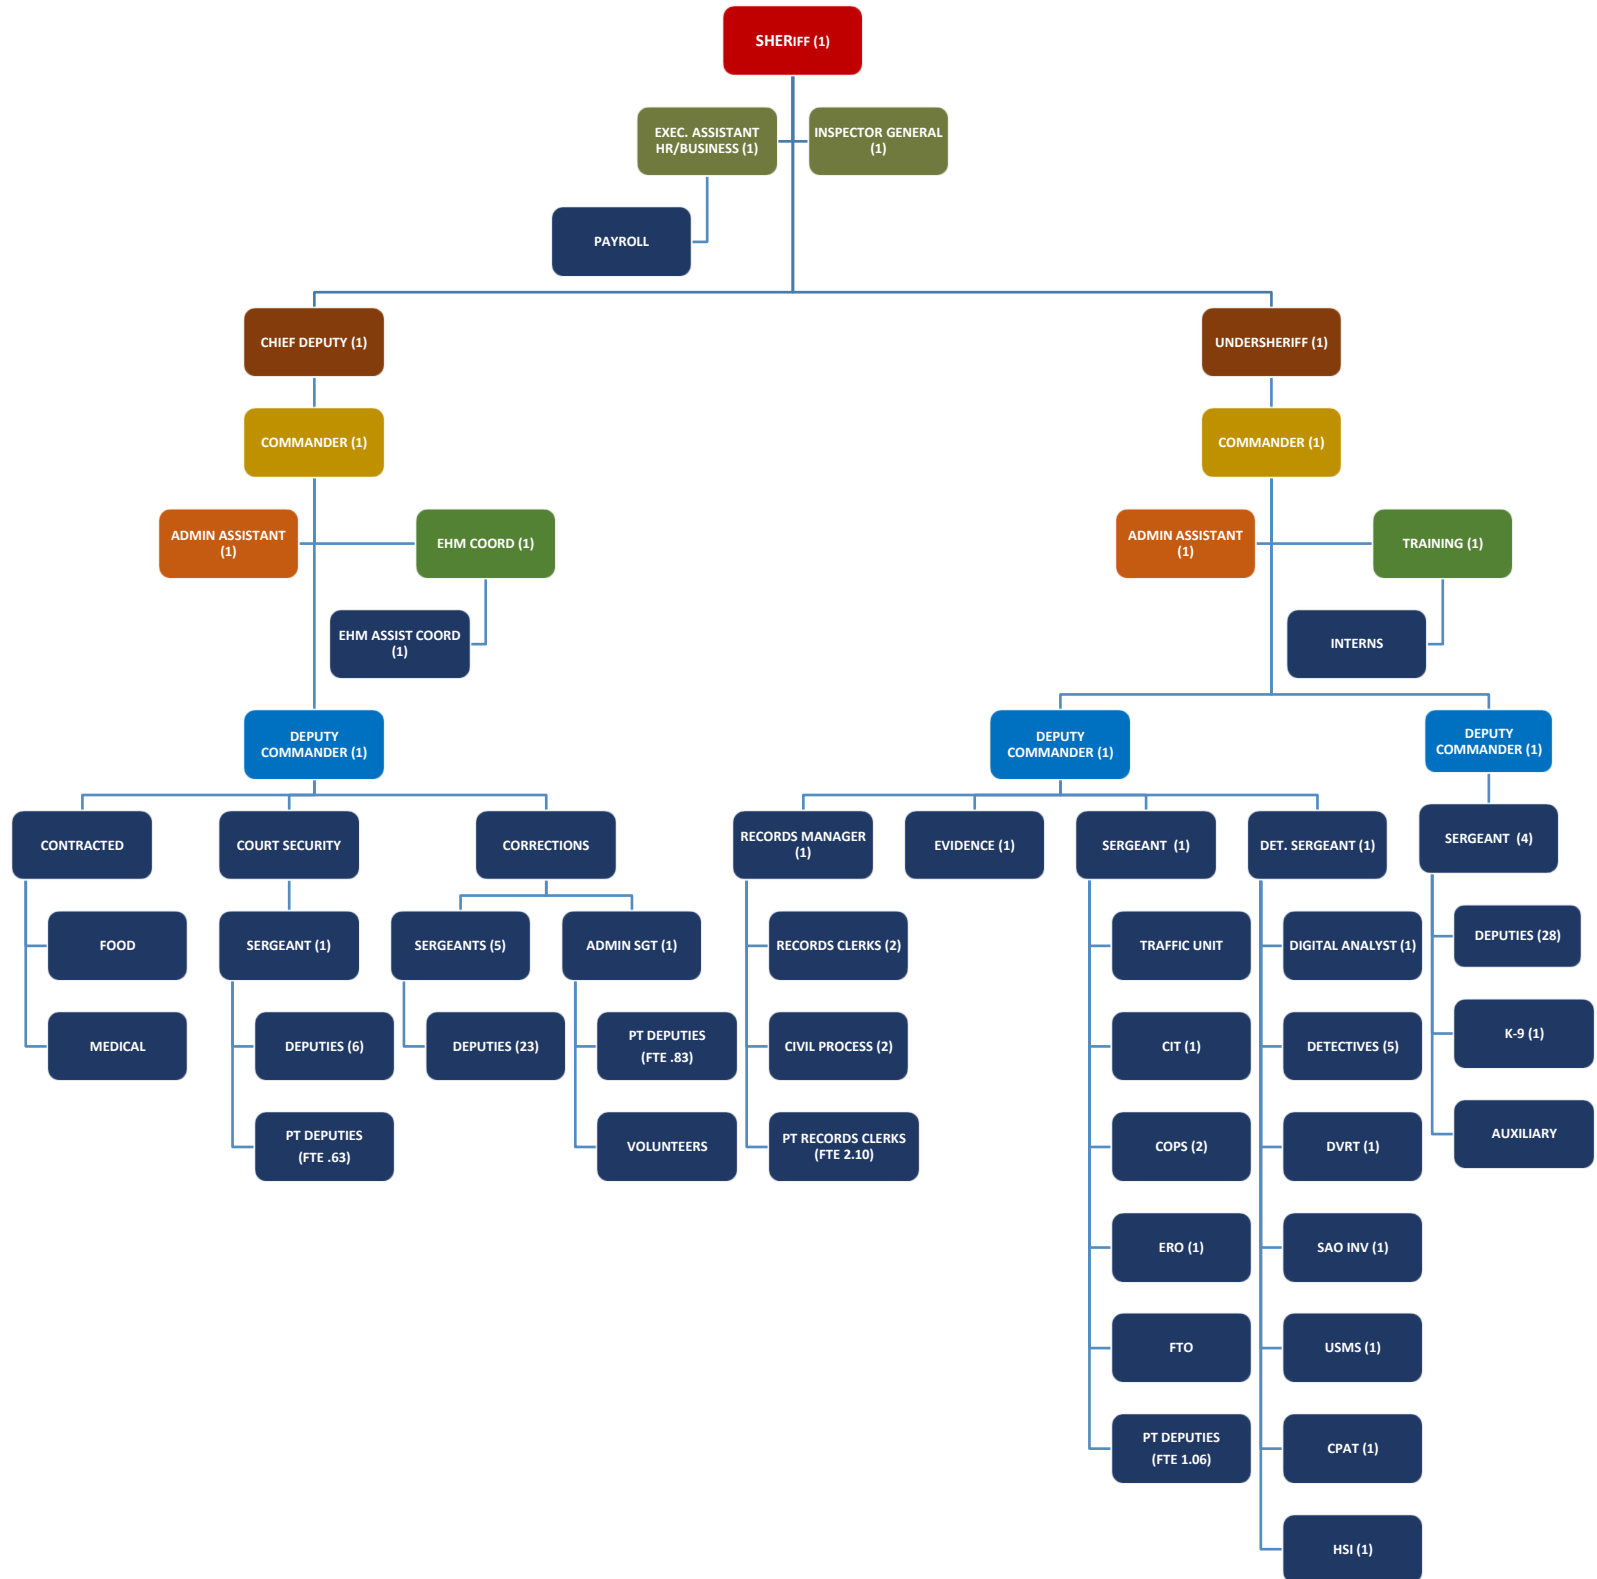 SHERIFF (1)
EXEC. ASSISTANT
HR/BUSINESS (1)
INSPECTOR GENERAL
(1)
PAYROLL
CHIEF DEPUTY (1)
UNDERSHERIFF (1)
COMMANDER (1)
COMMANDER (1)
ADMIN ASSISTANT
(1)
EHM COORD (1)
ADMIN ASSISTANT
(1)
TRAINING (1)
EHM ASSIST COORD
(1)
INTERNS
DEPUTY
COMMANDER (1)
DEPUTY
COMMANDER (1)
DEPUTY
COMMANDER (1)
CONTRACTED
COURT SECURITY
CORRECTIONS
RECORDS MANAGER
(1)
EVIDENCE (1)
SERGEANT (1)
DET. SERGEANT (1)
SERGEANT (4)
FOOD
SERGEANT (1)
SERGEANTS (5)
ADMIN SGT (1)
RECORDS CLERKS (2)
TRAFFIC UNIT
DIGITAL ANALYST (1)
DEPUTIES (28)
MEDICAL
DEPUTIES (6)
DEPUTIES (23)
PT DEPUTIES
(FTE .83)
CIVIL PROCESS (2)
CIT (1)
DETECTIVES (5)
K-9 (1)
PT DEPUTIES
(FTE .63)
VOLUNTEERS
PT RECORDS CLERKS
(FTE 2.10)
COPS (2)
DVRT (1)
AUXILIARY
ERO (1)
SAO INV (1)
FTO
USMS (1)
PT DEPUTIES
(FTE 1.06)
CPAT (1)
HSI (1)